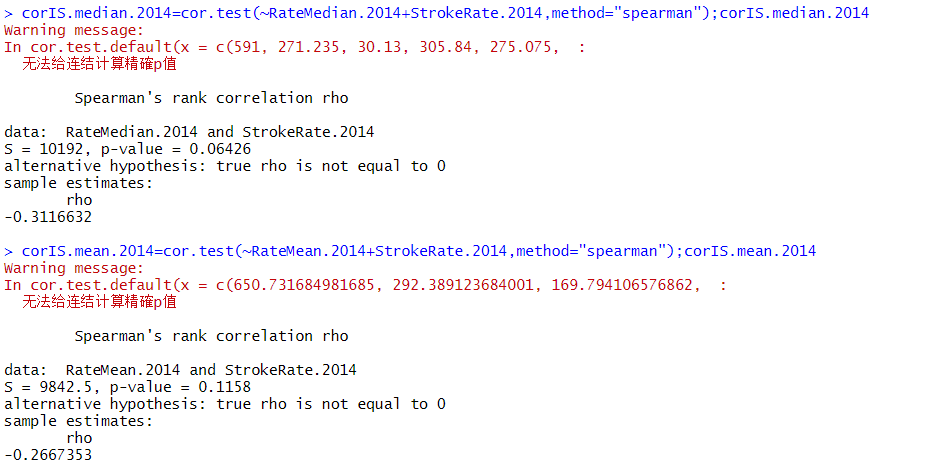 > corIS.median.2014=cor.test(~RateMedian.2014+StrokeRate.2014,method="spearman");corIS.median.2014
Warning message:
In cor.test.default(x = c(591, 271.235, 30.13, 305.84, 275.075,  :
  无法给连结计算精確p值
        Spearman's rank correlation rho
data:  RateMedian.2014 and StrokeRate.2014
S = 10192, p-value = 0.06426
alternative hypothesis: true rho is not equal to 0
sample estimates:
       rho
-0.3116632
> corIS.mean.2014=cor.test(~RateMean.2014+StrokeRate.2014,method="spearman");corIS.mean.2014
Warning message:
In cor.test.default(x = c(650.731684981685, 292.389123684001, 169.794106576862,  :
  无法给连结计算精確p值
        Spearman's rank correlation rho
data:  RateMean.2014 and StrokeRate.2014
S = 9842.5, p-value = 0.1158
alternative hypothesis: true rho is not equal to 0
sample estimates:
       rho
-0.2667353